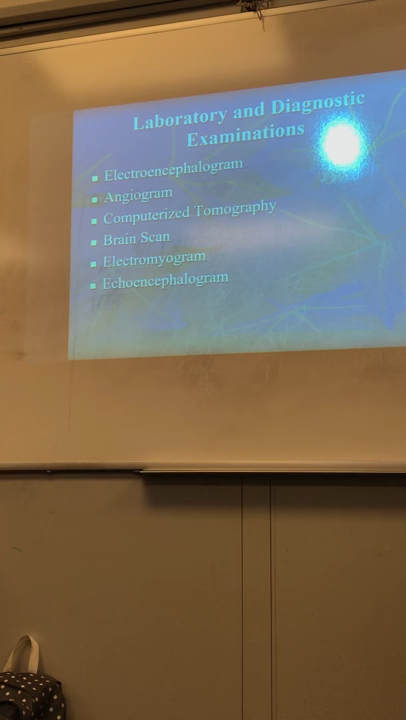 Laboratory and Diagnostic
Examinations
Electroencephalogram
Angiogram
Computerized Tomography
Brain Scan
Electromyogram
Echoencephalogram